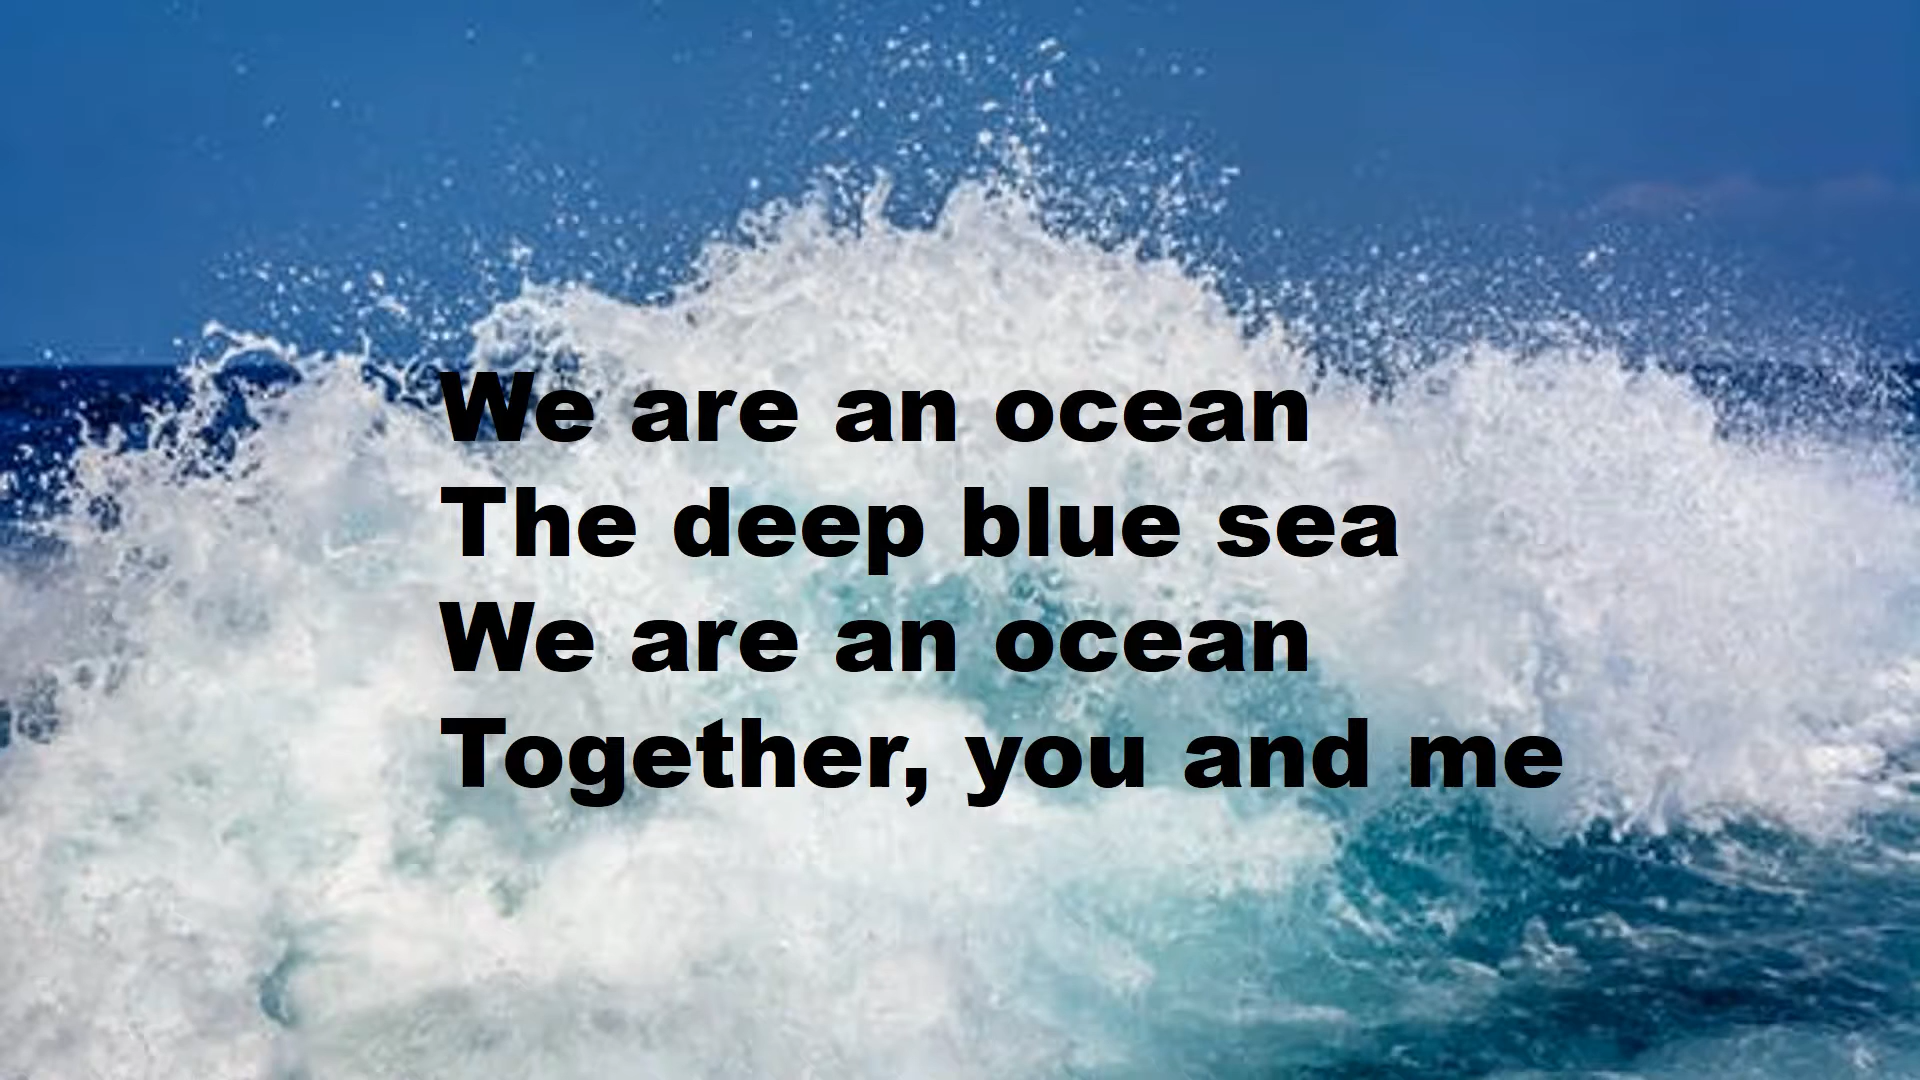 We are an ocean
The deep blue sea
We are an ocean
Together, you and me